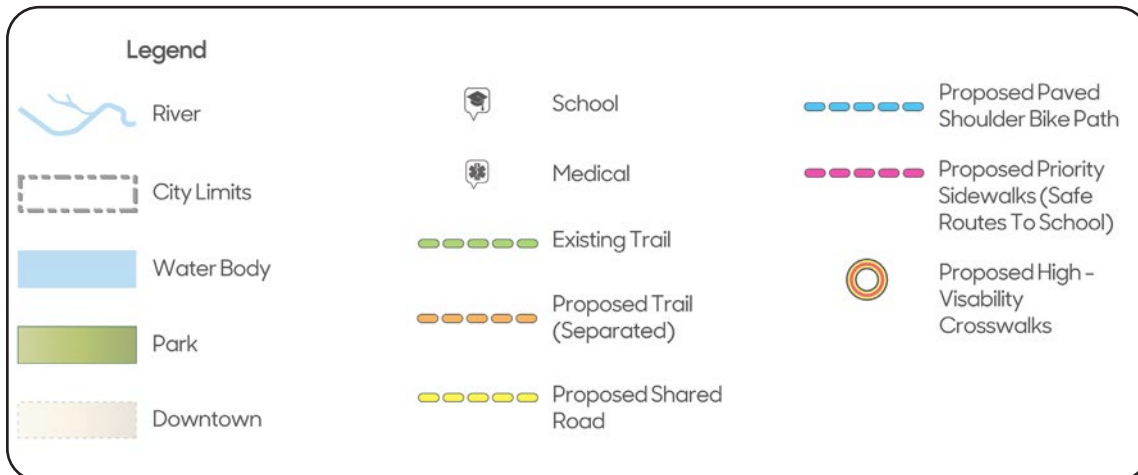 Legend
River
City Limits
Water Body
Park
Downtown
School
Medical
Existing Trail
Proposed Trail
(Separated)
Proposed Shared
Road
Proposed Paved
Shoulder Bike Path
Proposed Priority
Sidewalks (Safe
Routes To School)
Proposed High -
Visability
Crosswalks